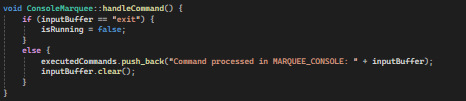 void ConsoleMarquee::handleCommand() {
    if (inputBuffer == "exit") {
        isRunning = false;
    }
    else {
        executedCommands.push_back("Command processed in MARQUEE_CONSOLE: " + inputBuffer);
        inputBuffer.clear();
    }
}